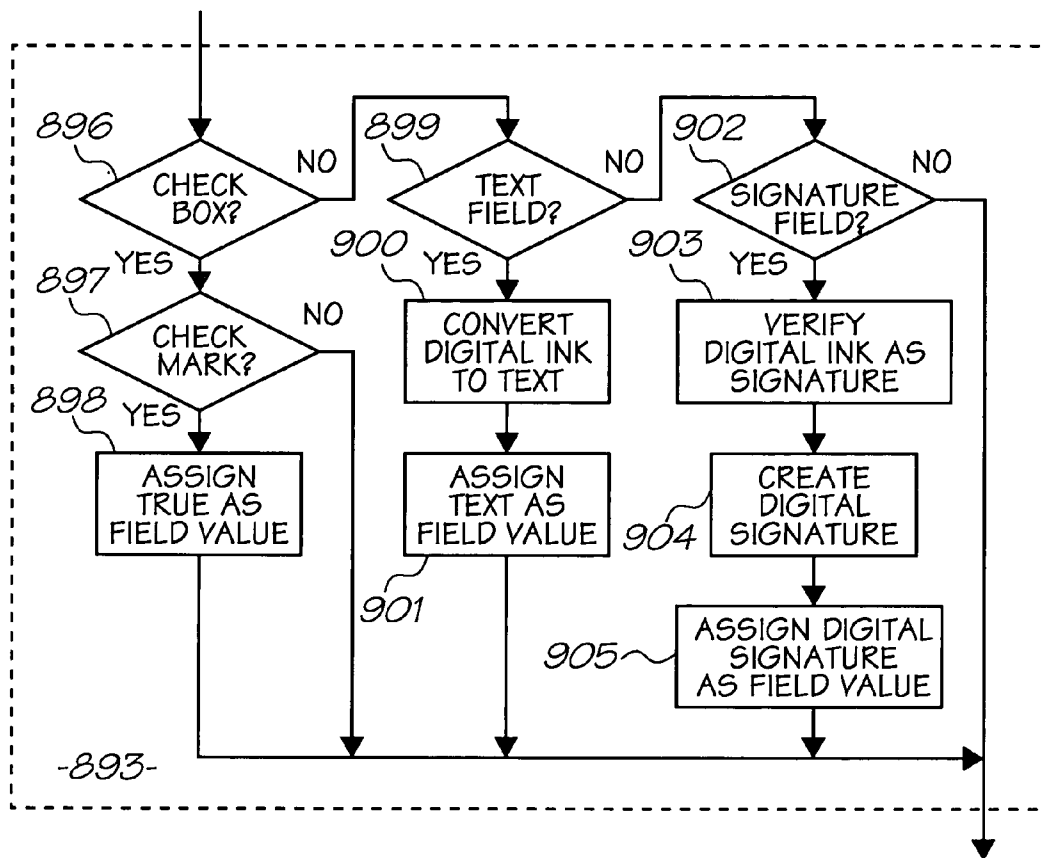 896
CHECK
BOX?
NO
YES
897
CHECK
MARK?
NO
YES
898
ASSIGN
TRUE AS
FIELD VALUE
899
TEXT
FIELD?
NO
YES
900
CONVERT
DIGITAL INK
TO TEXT
ASSIGN
TEXT AS
FIELD VALUE
901
902
SIGNATURE
FIELD?
NO
YES
903
VERIFY
DIGITAL INK AS
SIGNATURE
CREATE
DIGITAL
SIGNATURE
904
ASSIGN DIGITAL
SIGNATURE
AS FIELD VALUE
905
-893-